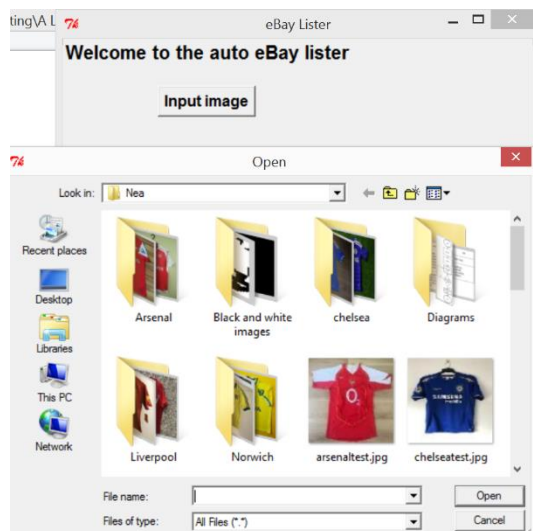 ting\A L
eBay Lister
Welcome to the auto eBay lister
Input image
Open
Look in:
Nea
Recent places
Desktop
Libraries
This PC
Network
Arsenal
Black and white
images
chelsea
Diagrams
Liverpool
Norwich
arsenaltest.jpg
chelseatest.jpg
O2
SAMSUNG
File name:
Open
Files of type:
All Files (*.*)
Cancel